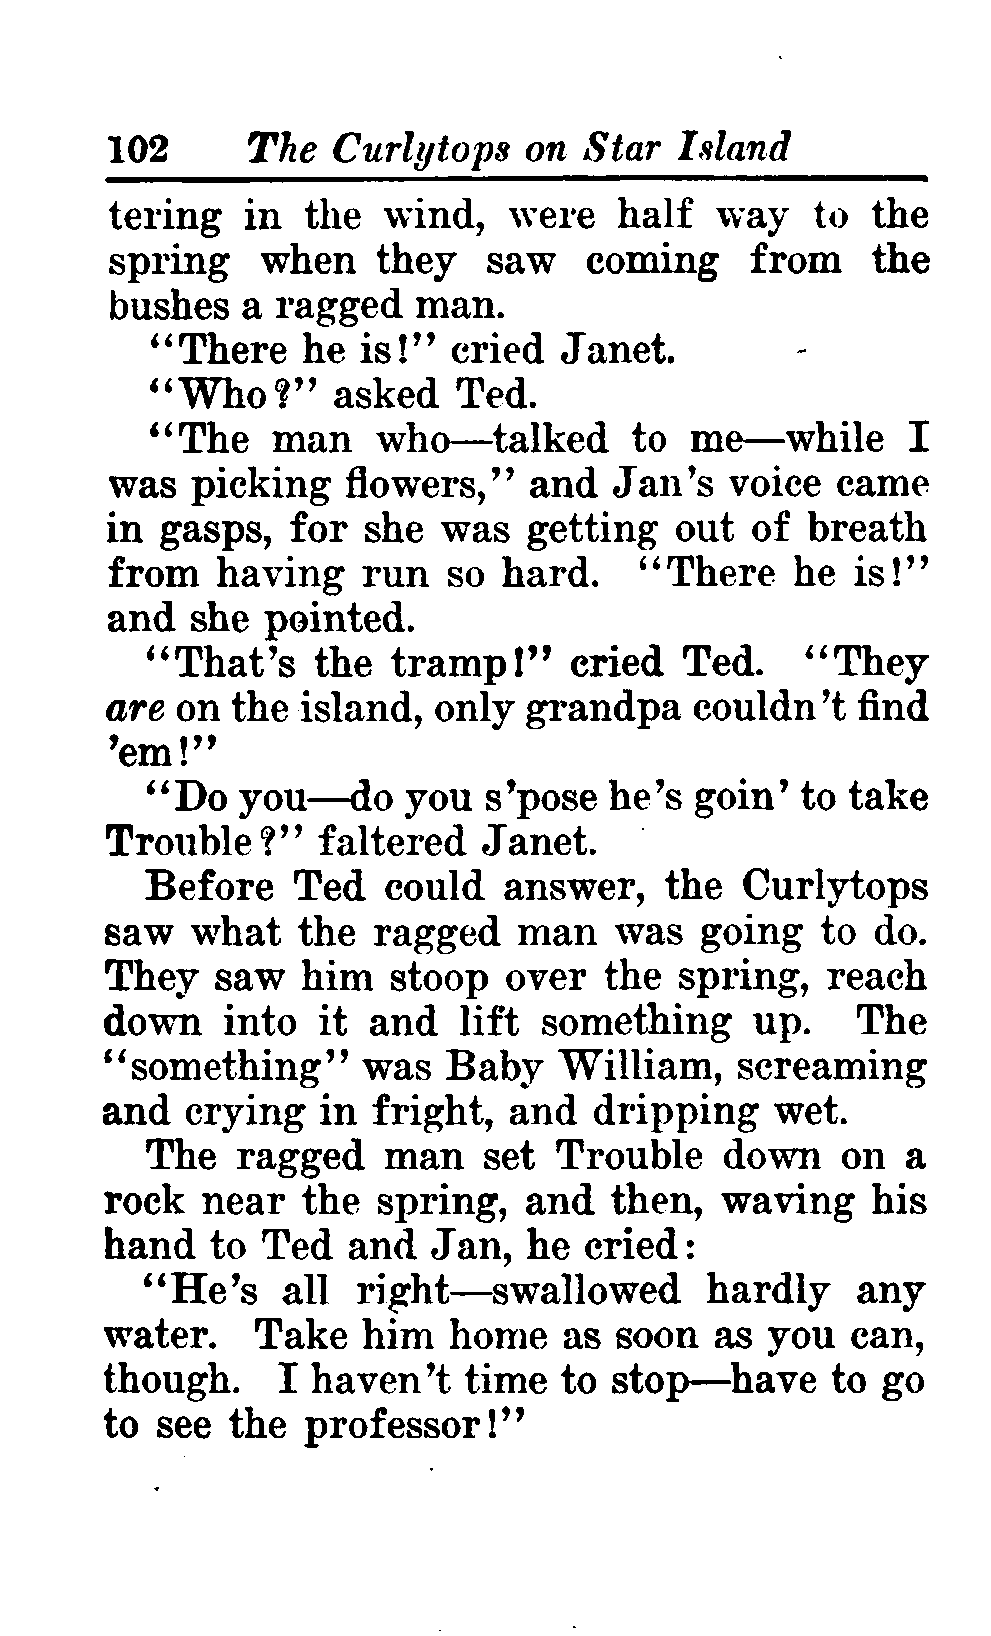 102 The Curlytops on Star Island
tering in the wind, were half way to the
spring when they saw coming from the
bushes a ragged man.
"There he is!" cried Janet.
"Who?" asked Ted.
"The man who—talked to me—while I
was picking flowers," and Jan's voice came
in gasps, for she was getting out of breath
from having run so hard. "There he is!"
and she pointed.
"That's the tramp!" cried Ted. "They
are on the island, only grandpa couldn't find
'em!"
"Do you—do you s'pose he's goin' to take
Trouble?" faltered Janet.
Before Ted could answer, the Curlytops
saw what the ragged man was going to do.
They saw him stoop over the spring, reach
down into it and lift something up. The
"something" was Baby William, screaming
and crying in fright, and dripping wet.
The ragged man set Trouble down on a
rock near the spring, and then, waving his
hand to Ted and Jan, he cried:
"He's all right—swallowed hardly any
water. Take him home as soon as you can,
though. I haven't time to stop—have to go
to see the professor!"